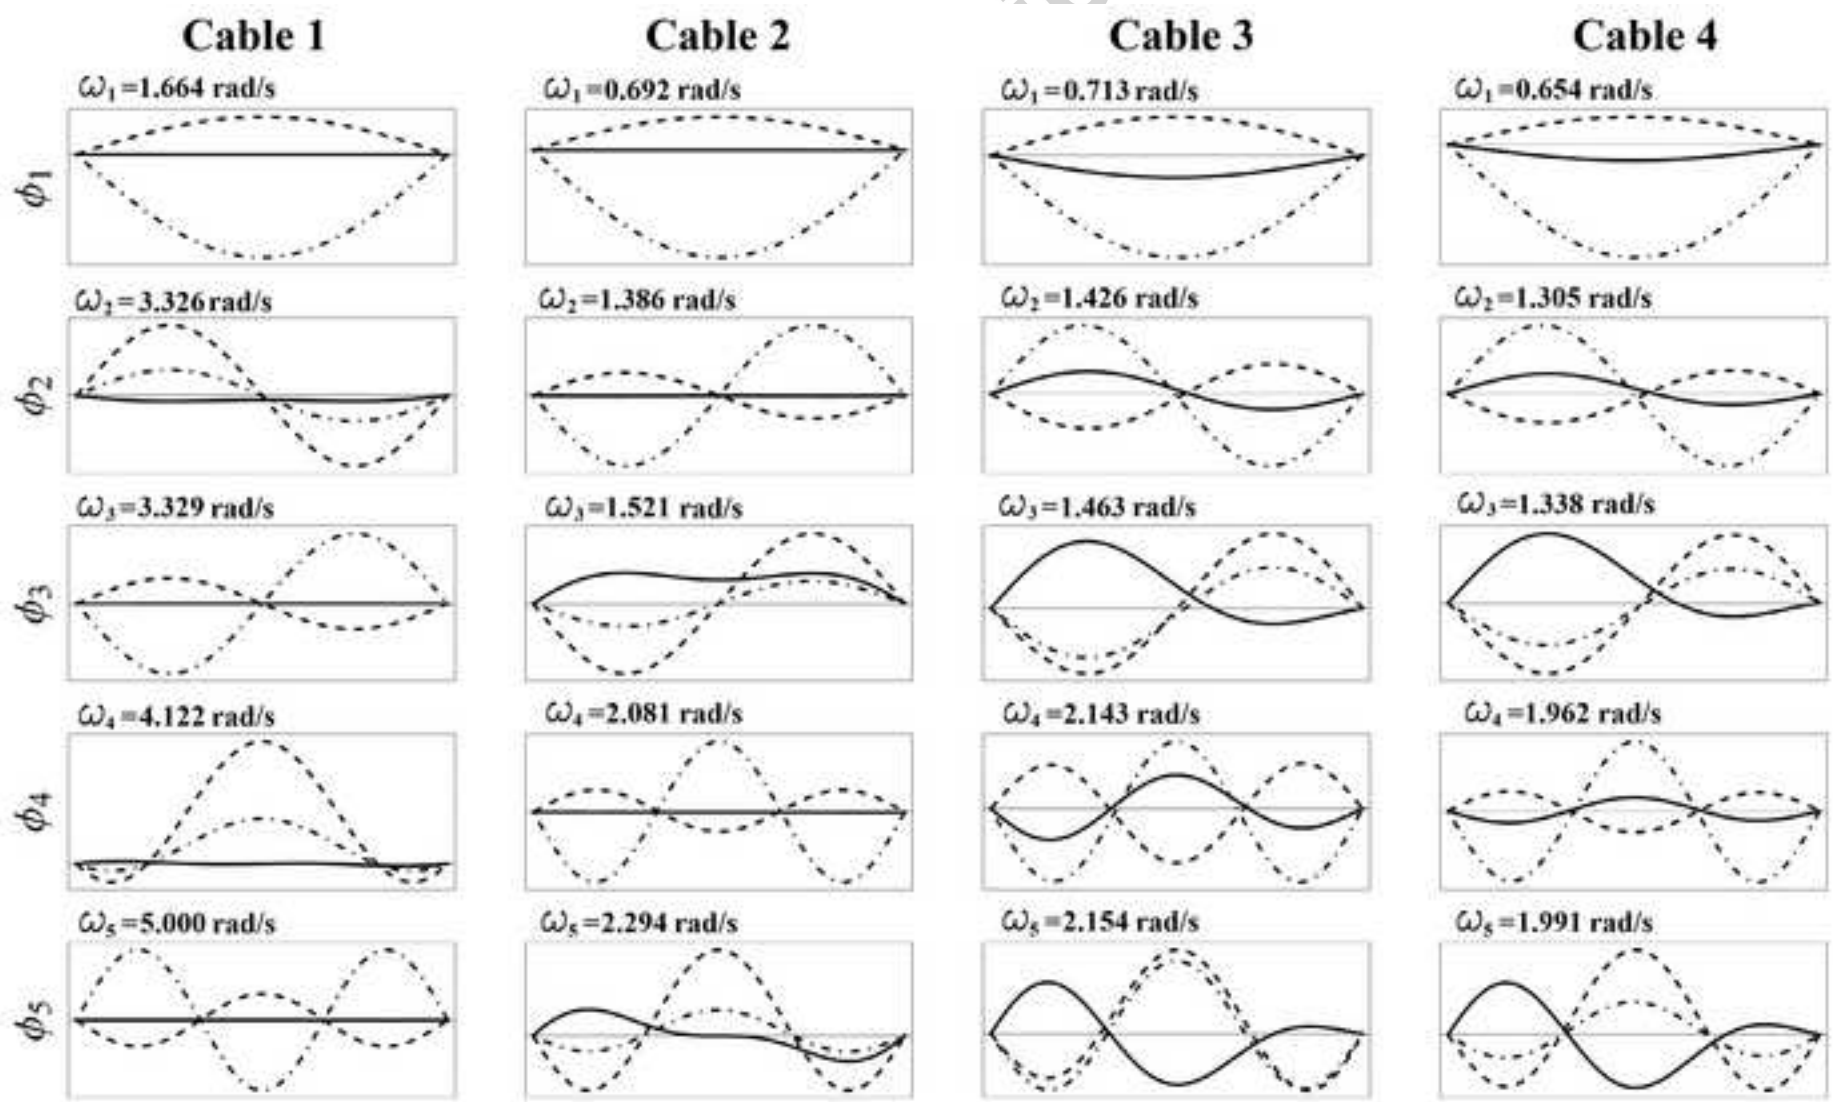 Cable 1 Cable 2 Cable 3 Cable 4
ω₁=1.664 rad/s ω₁=0.692 rad/s ω₁=0.713 rad/s ω₁=0.654 rad/s
ϕ₁
ω₂=3.326 rad/s ω₂=1.386 rad/s ω₂=1.426 rad/s ω₂=1.305 rad/s
ϕ₂
ω₃=3.329 rad/s ω₃=1.521 rad/s ω₃=1.463 rad/s ω₃=1.338 rad/s
ϕ₃
ω₄=4.122 rad/s ω₄=2.081 rad/s ω₄=2.143 rad/s ω₄=1.962 rad/s
ϕ₄
ω₅=5.000 rad/s ω₅=2.294 rad/s ω₅=2.154 rad/s ω₅=1.991 rad/s
ϕ₅